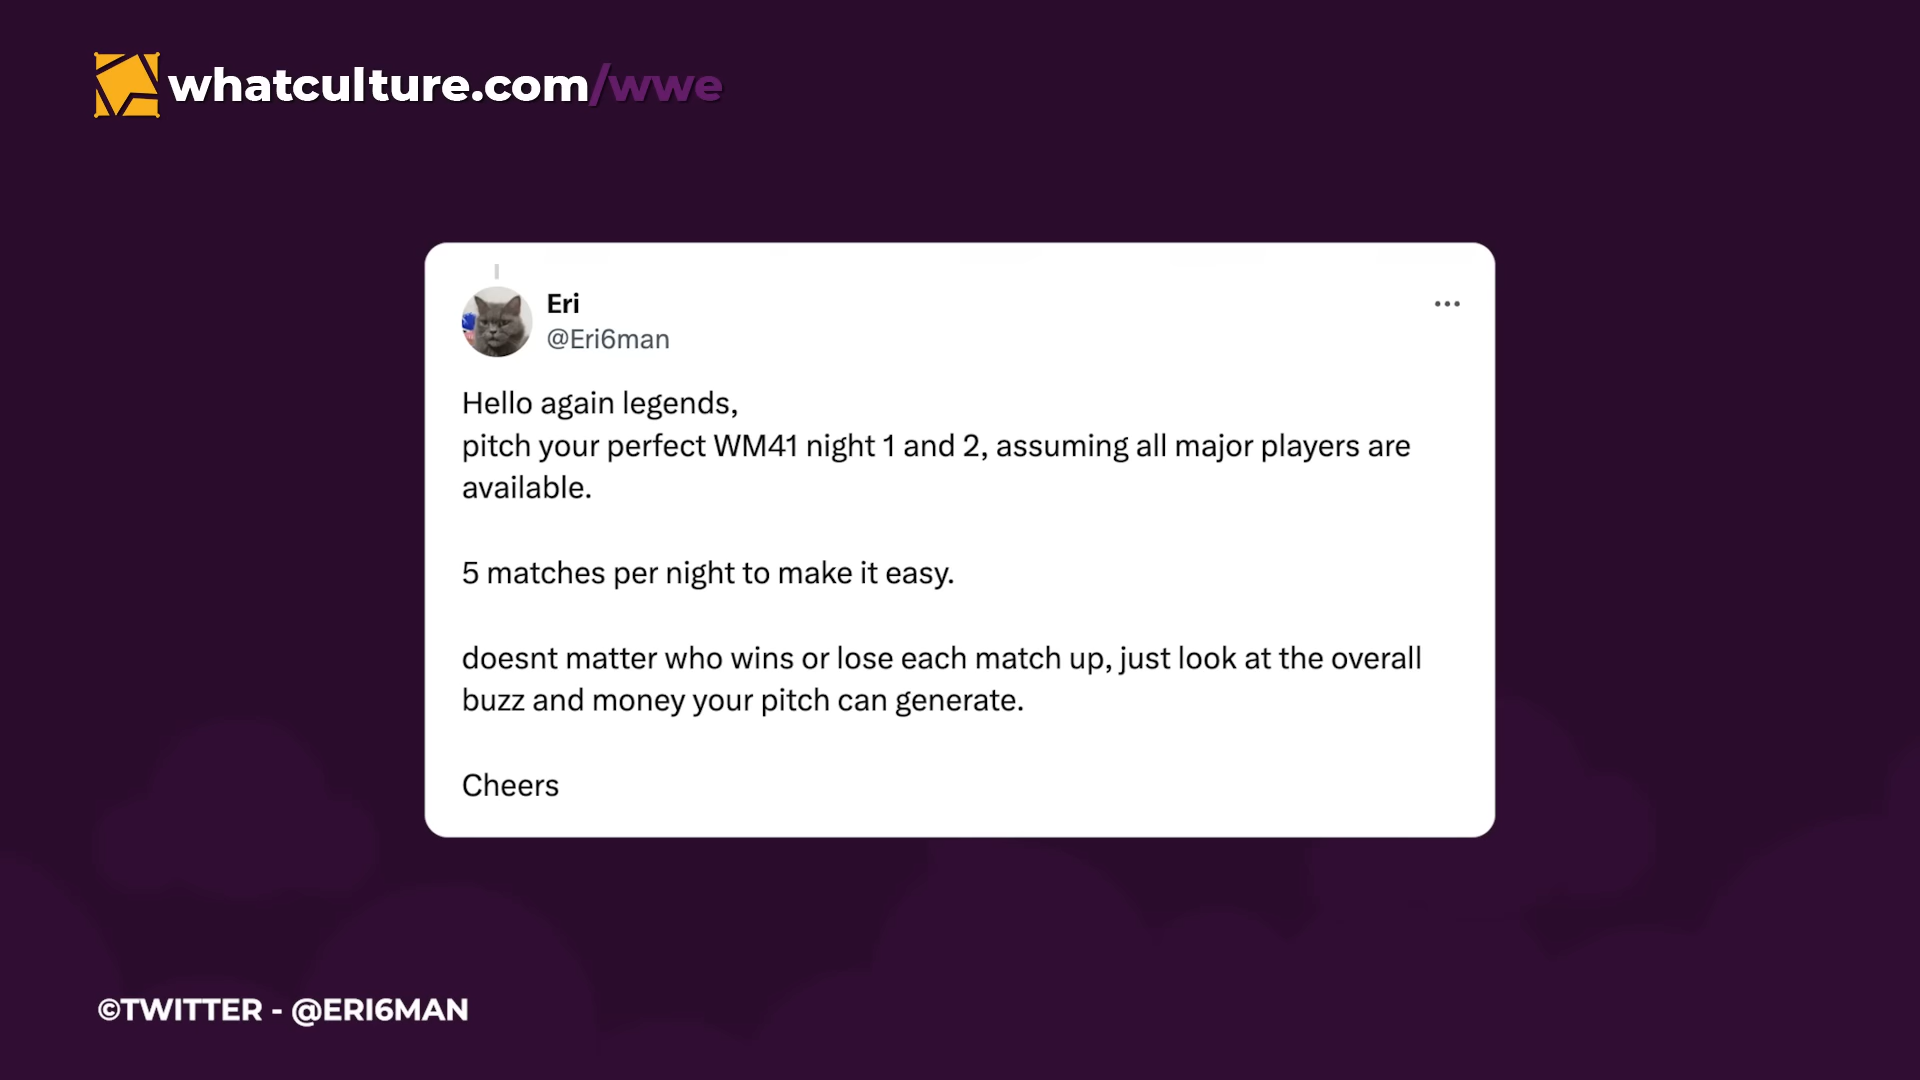 whatculture.com/wwe
Eri
@Eri6man
Hello again legends,
pitch your perfect WM41 night 1 and 2, assuming all major players are
available.
5 matches per night to make it easy.
doesnt matter who wins or lose each match up, just look at the overall
buzz and money your pitch can generate.
Cheers
©TWITTER - @ERI6MAN